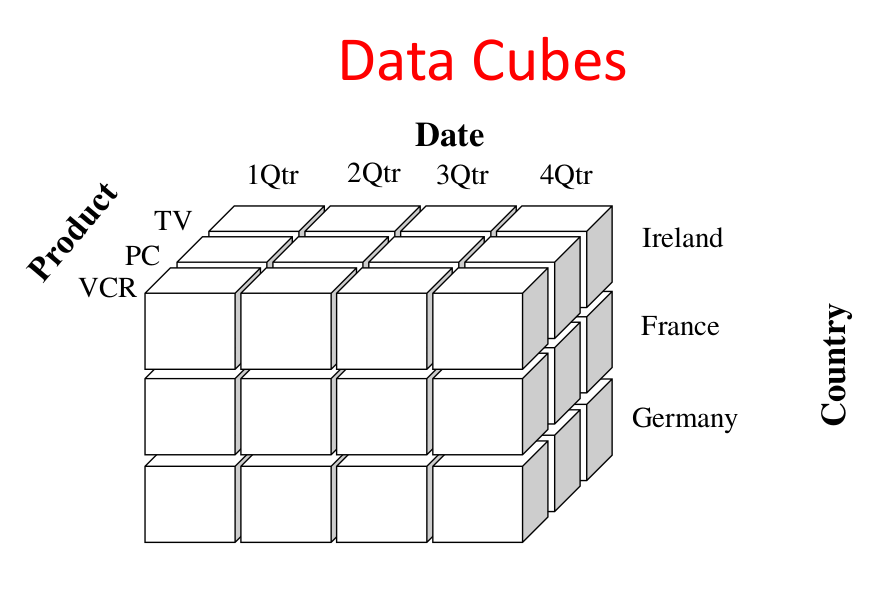 Data Cubes
Date
1Qtr 2Qtr 3Qtr 4Qtr
Product
TV
PC
VCR
Ireland
France
Germany
Country